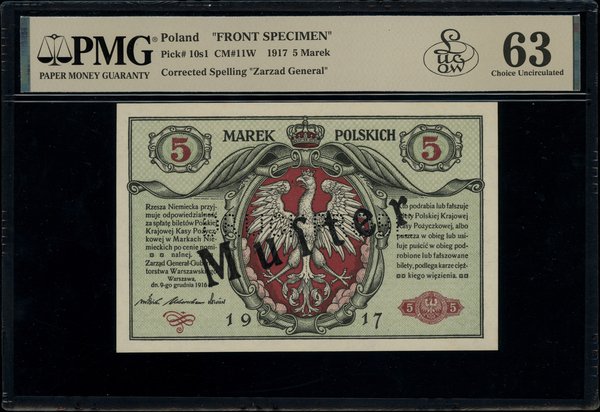 PMG
PAPER MONEY GUARANTY
Poland "FRONT SPECIMEN"
Pick# 10s1 CM#11W 1917 5 Marek
Corrected Spelling "Zarzad General"
63
Choice Uncirculated
5
MAREK POLSKICH
5
Rzesza Niemiecka przyj-
muje odpowiedzialność
za spłatę biletów Polskiej
Krajowej Kasy Pożycz-
kowej w Markach Nie-
mieckich po cenie nomi-
nalnej.
Zarząd General-Guber-
natorstwa Warszawskiego
Warszawa,
dn. 9-go grudnia 1916
Kto podrabia lub fałszuje
bilety Polskiej Krajowej
Kasy Pożyczkowej, albo
puszcza w obieg lub usi-
łuje puścić w obieg pod-
robione lub fałszowane
bilety, podlega karze cięż-
kiego więzienia.
Muster
5 5
1917